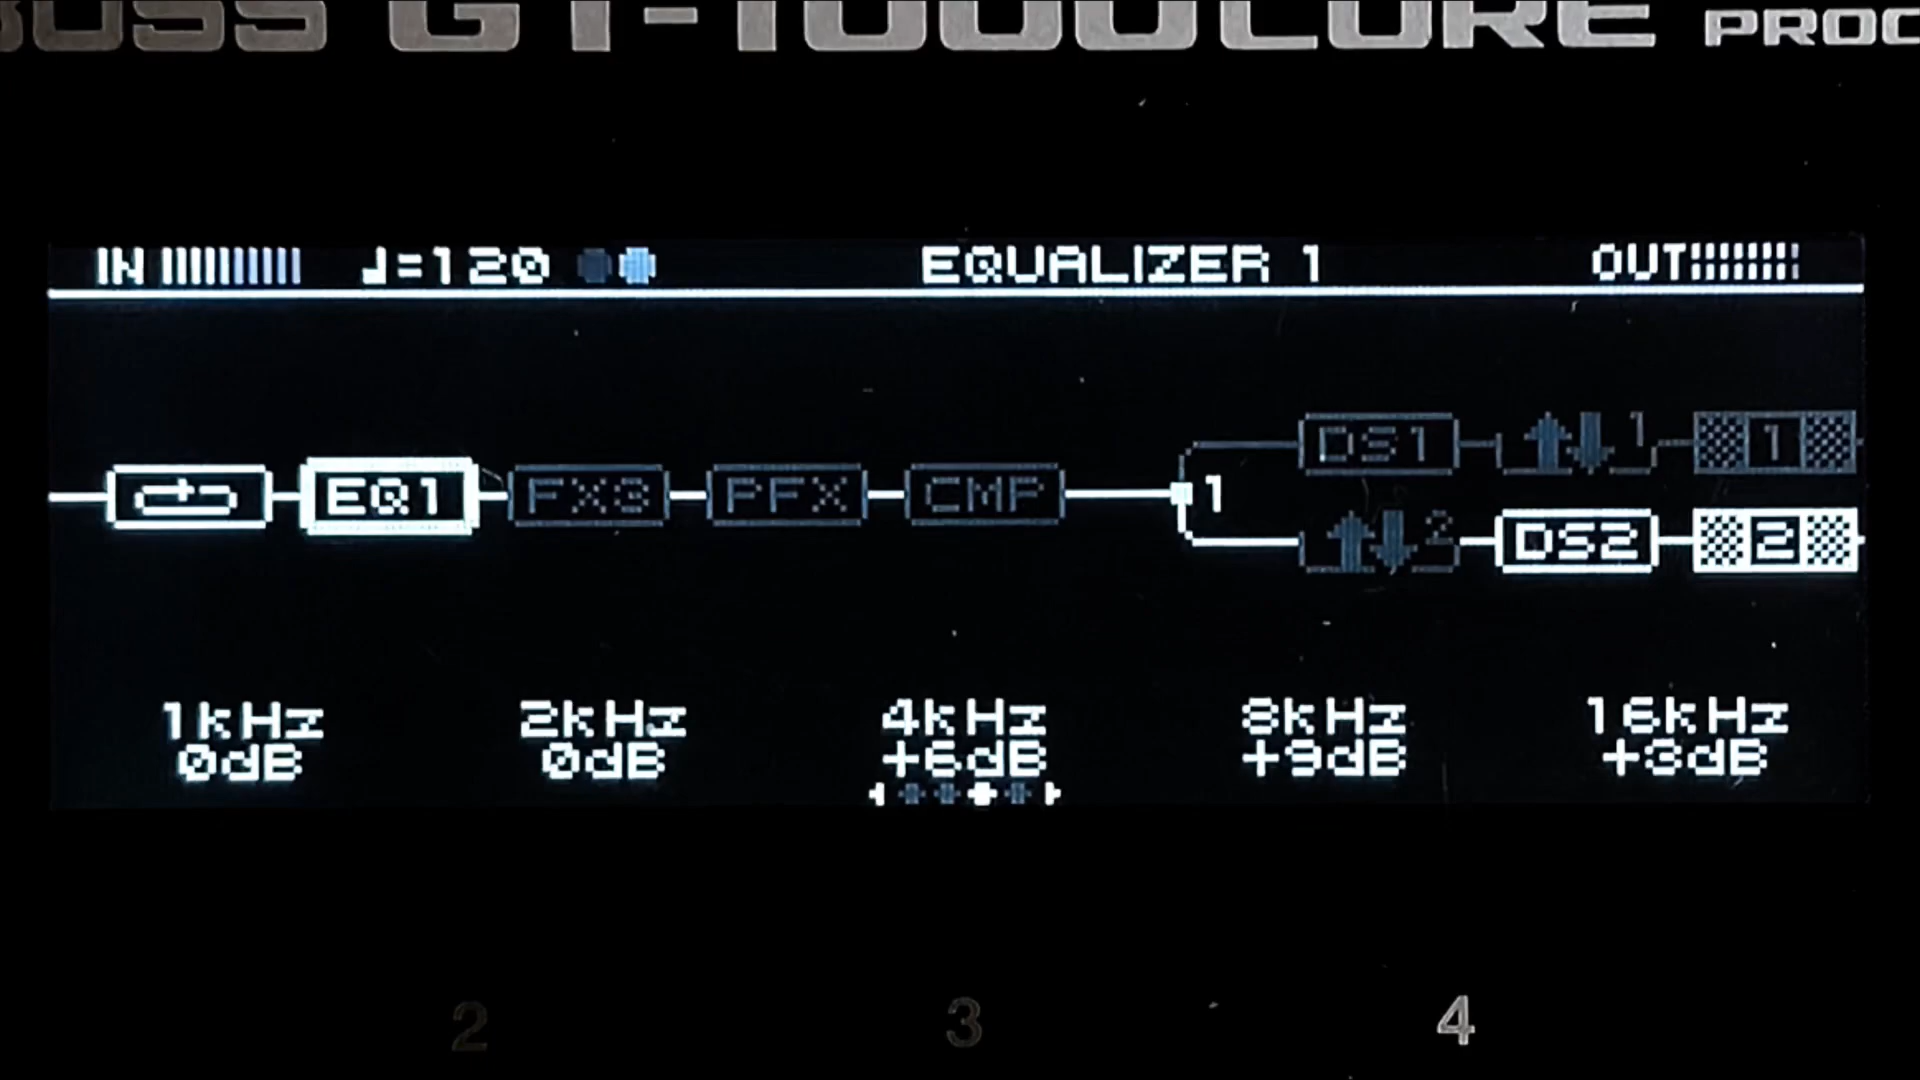 BOSS GT-1000CORE PROC
IN ♩=120 EQUALIZER 1 OUT
EQ1 FX3 PFX CMP 1 DS1 1 1
2 DS2 2
1kHz 2kHz 4kHz 8kHz 16kHz
0dB 0dB +6dB +9dB +3dB
2 3 4